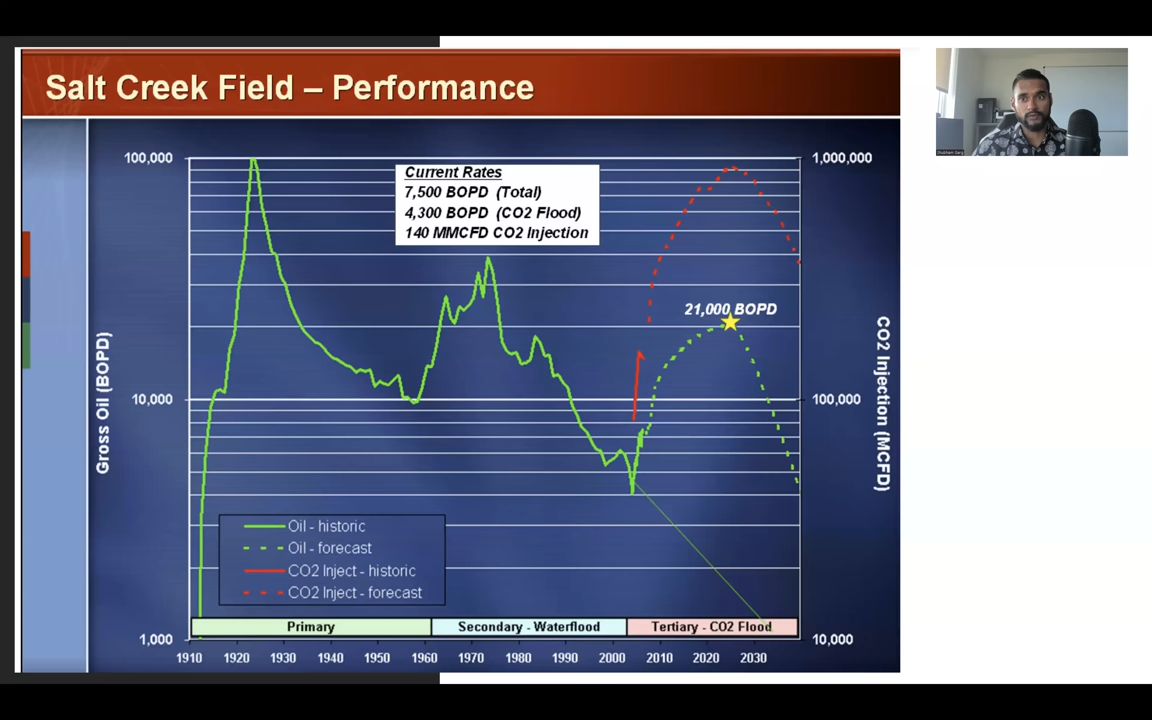 Salt Creek Field – Performance
100,000
1,000,000
Current Rates
7,500 BOPD (Total)
4,300 BOPD (CO2 Flood)
140 MMCFD CO2 Injection
21,000 BOPD
Gross Oil (BOPD)
CO2 Injection (MCFD)
10,000
100,000
Oil - historic
Oil - forecast
CO2 Inject - historic
CO2 Inject - forecast
Primary
Secondary - Waterflood
Tertiary - CO2 Flood
1,000
10,000
1910 1920 1930 1940 1950 1960 1970 1980 1990 2000 2010 2020 2030